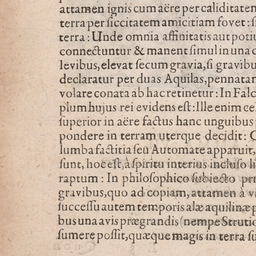 attamen ignis cum aëre per caliditatem
terra per siccitatem amicitiam fovet: si
terra: Unde omnia affinitatis aut potiu
connectuntur & manent simul in una c
levibus, elevat secum gravia, si gravibu
declaratur per duas Aquilas, pennatam
volare conata ab hac retinetur: In Falc
plum hujus rei evidens est: Ille enim ce
superior in aëre factus hanc unguibus
pondere in terram uterque decidit: C
lumba factitia seu Automate apparuit,
sunt, hoc est, à spiritu interius incluso li
raptum: In philosophico subiecto pri
gravibus, quo ad copiam, attamen à v
successu autem temporis alæ aquilinæ p
bus una avis prægrandis (nempe Strutio
sumere possit, quæque magis in terra su